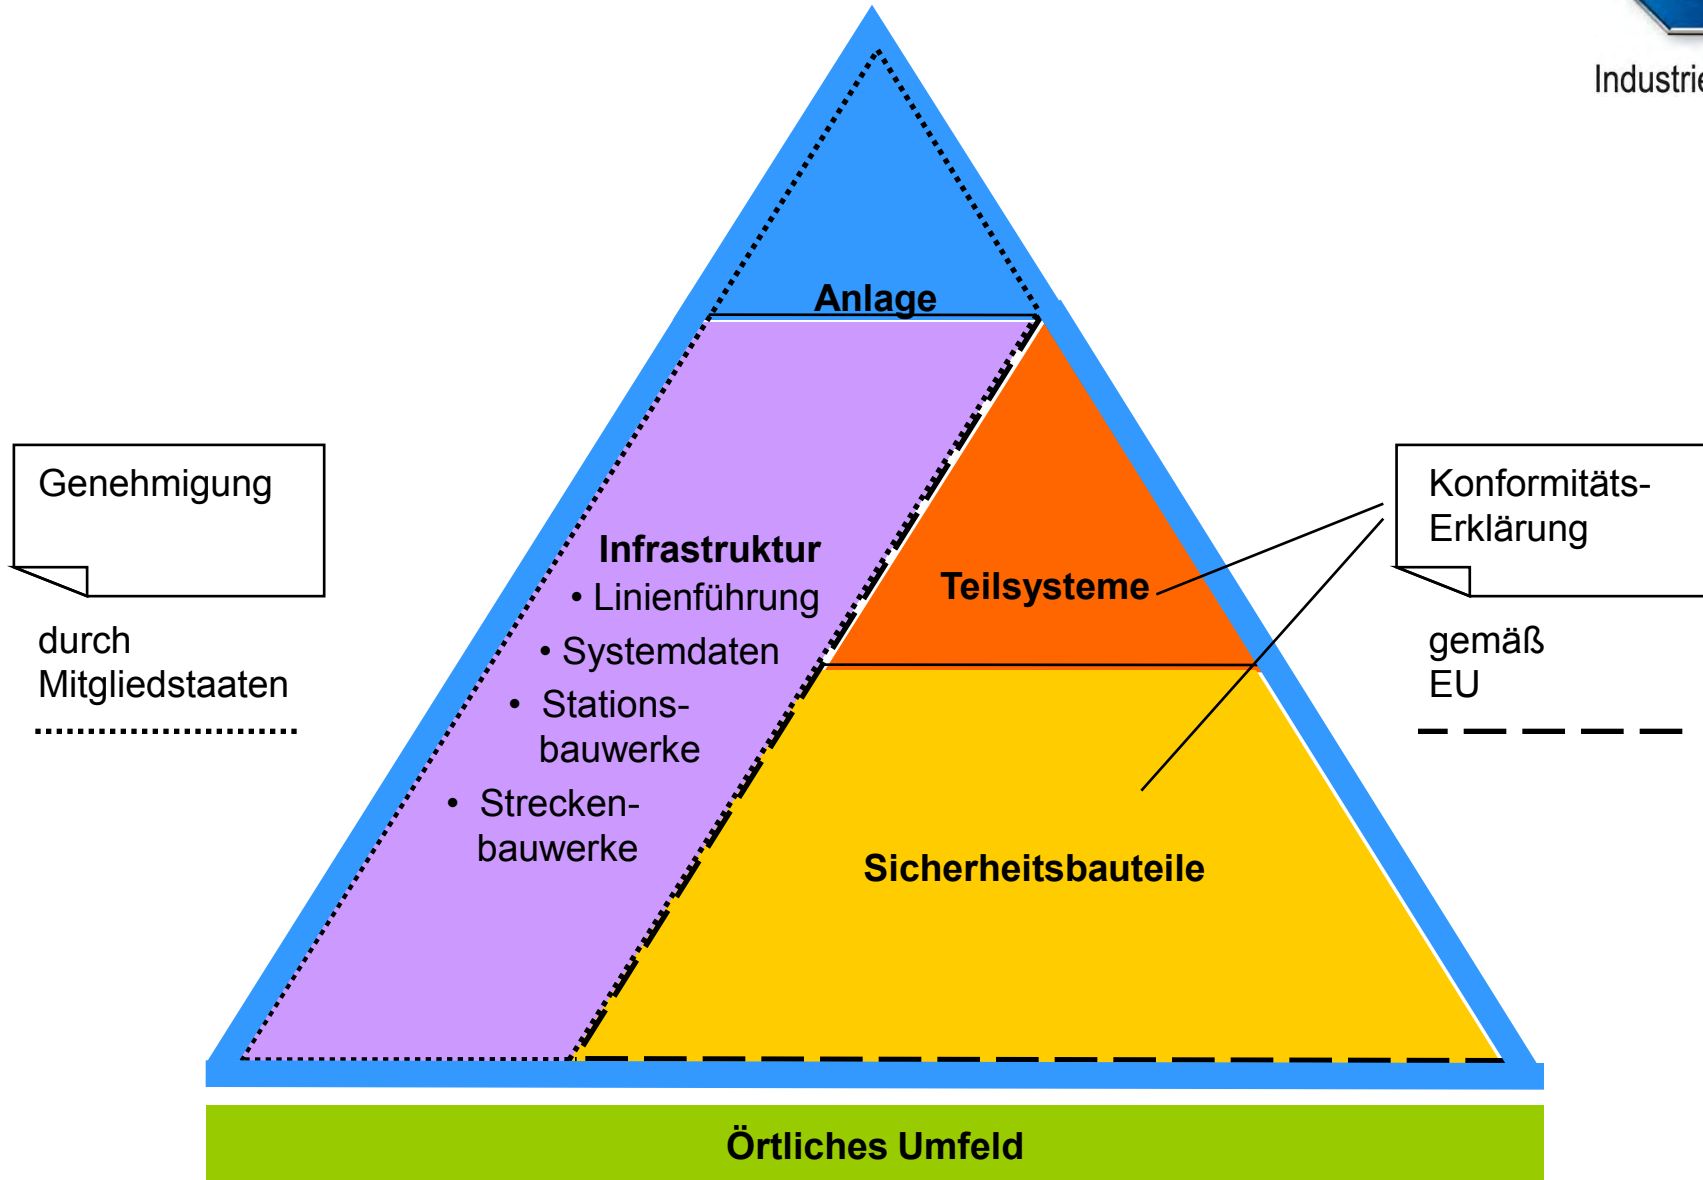 Industrie
Anlage
Genehmigung
durch
Mitgliedstaaten
Infrastruktur
• Linienführung
• Systemdaten
• Stations-
bauwerke
• Strecken-
bauwerke
Teilsysteme
Sicherheitsbauteile
Konformitäts-
Erklärung
gemäß
EU
Örtliches Umfeld